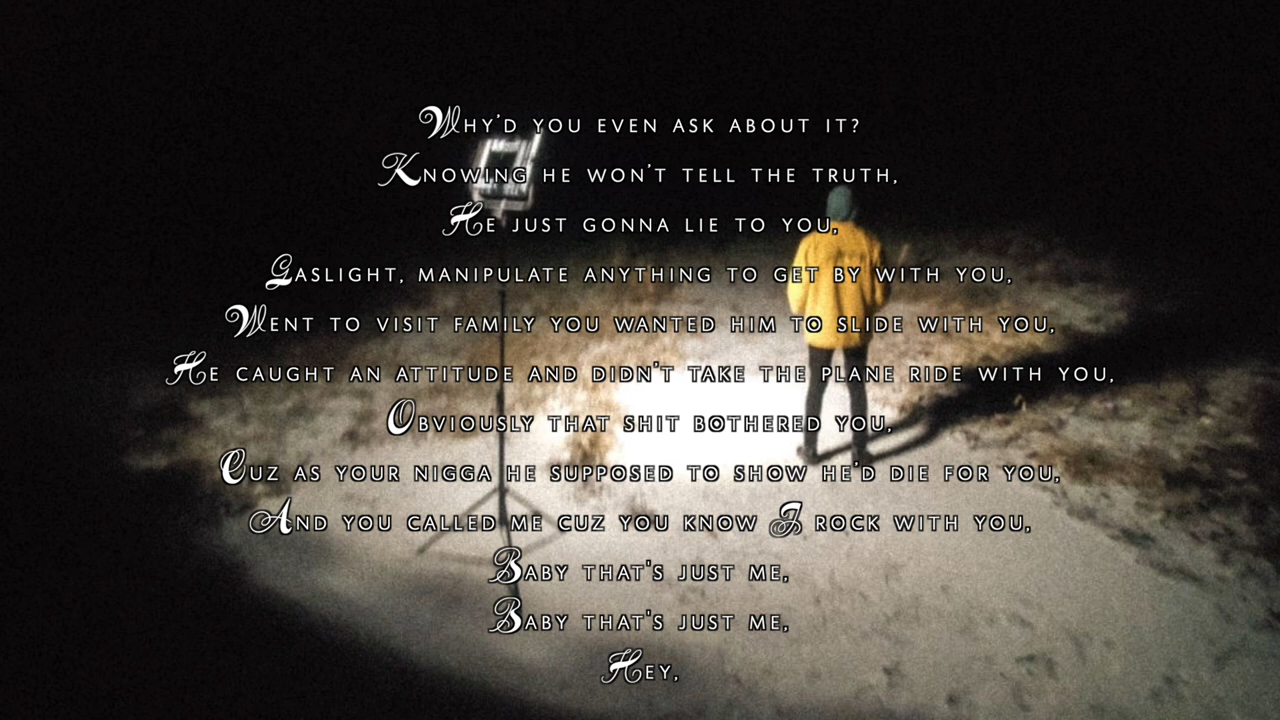 Why'd you even ask about it?
Knowing he won't tell the truth,
He just gonna lie to you,
Gaslight, manipulate anything to get by with you,
Went to visit family you wanted him to slide with you,
He caught an attitude and didn't take the plane ride with you,
Obviously that shit bothered you,
Cuz as your nigga he supposed to show he'd die for you,
And you called me cuz you know I rock with you,
Baby that's just me,
Baby that's just me,
Hey,